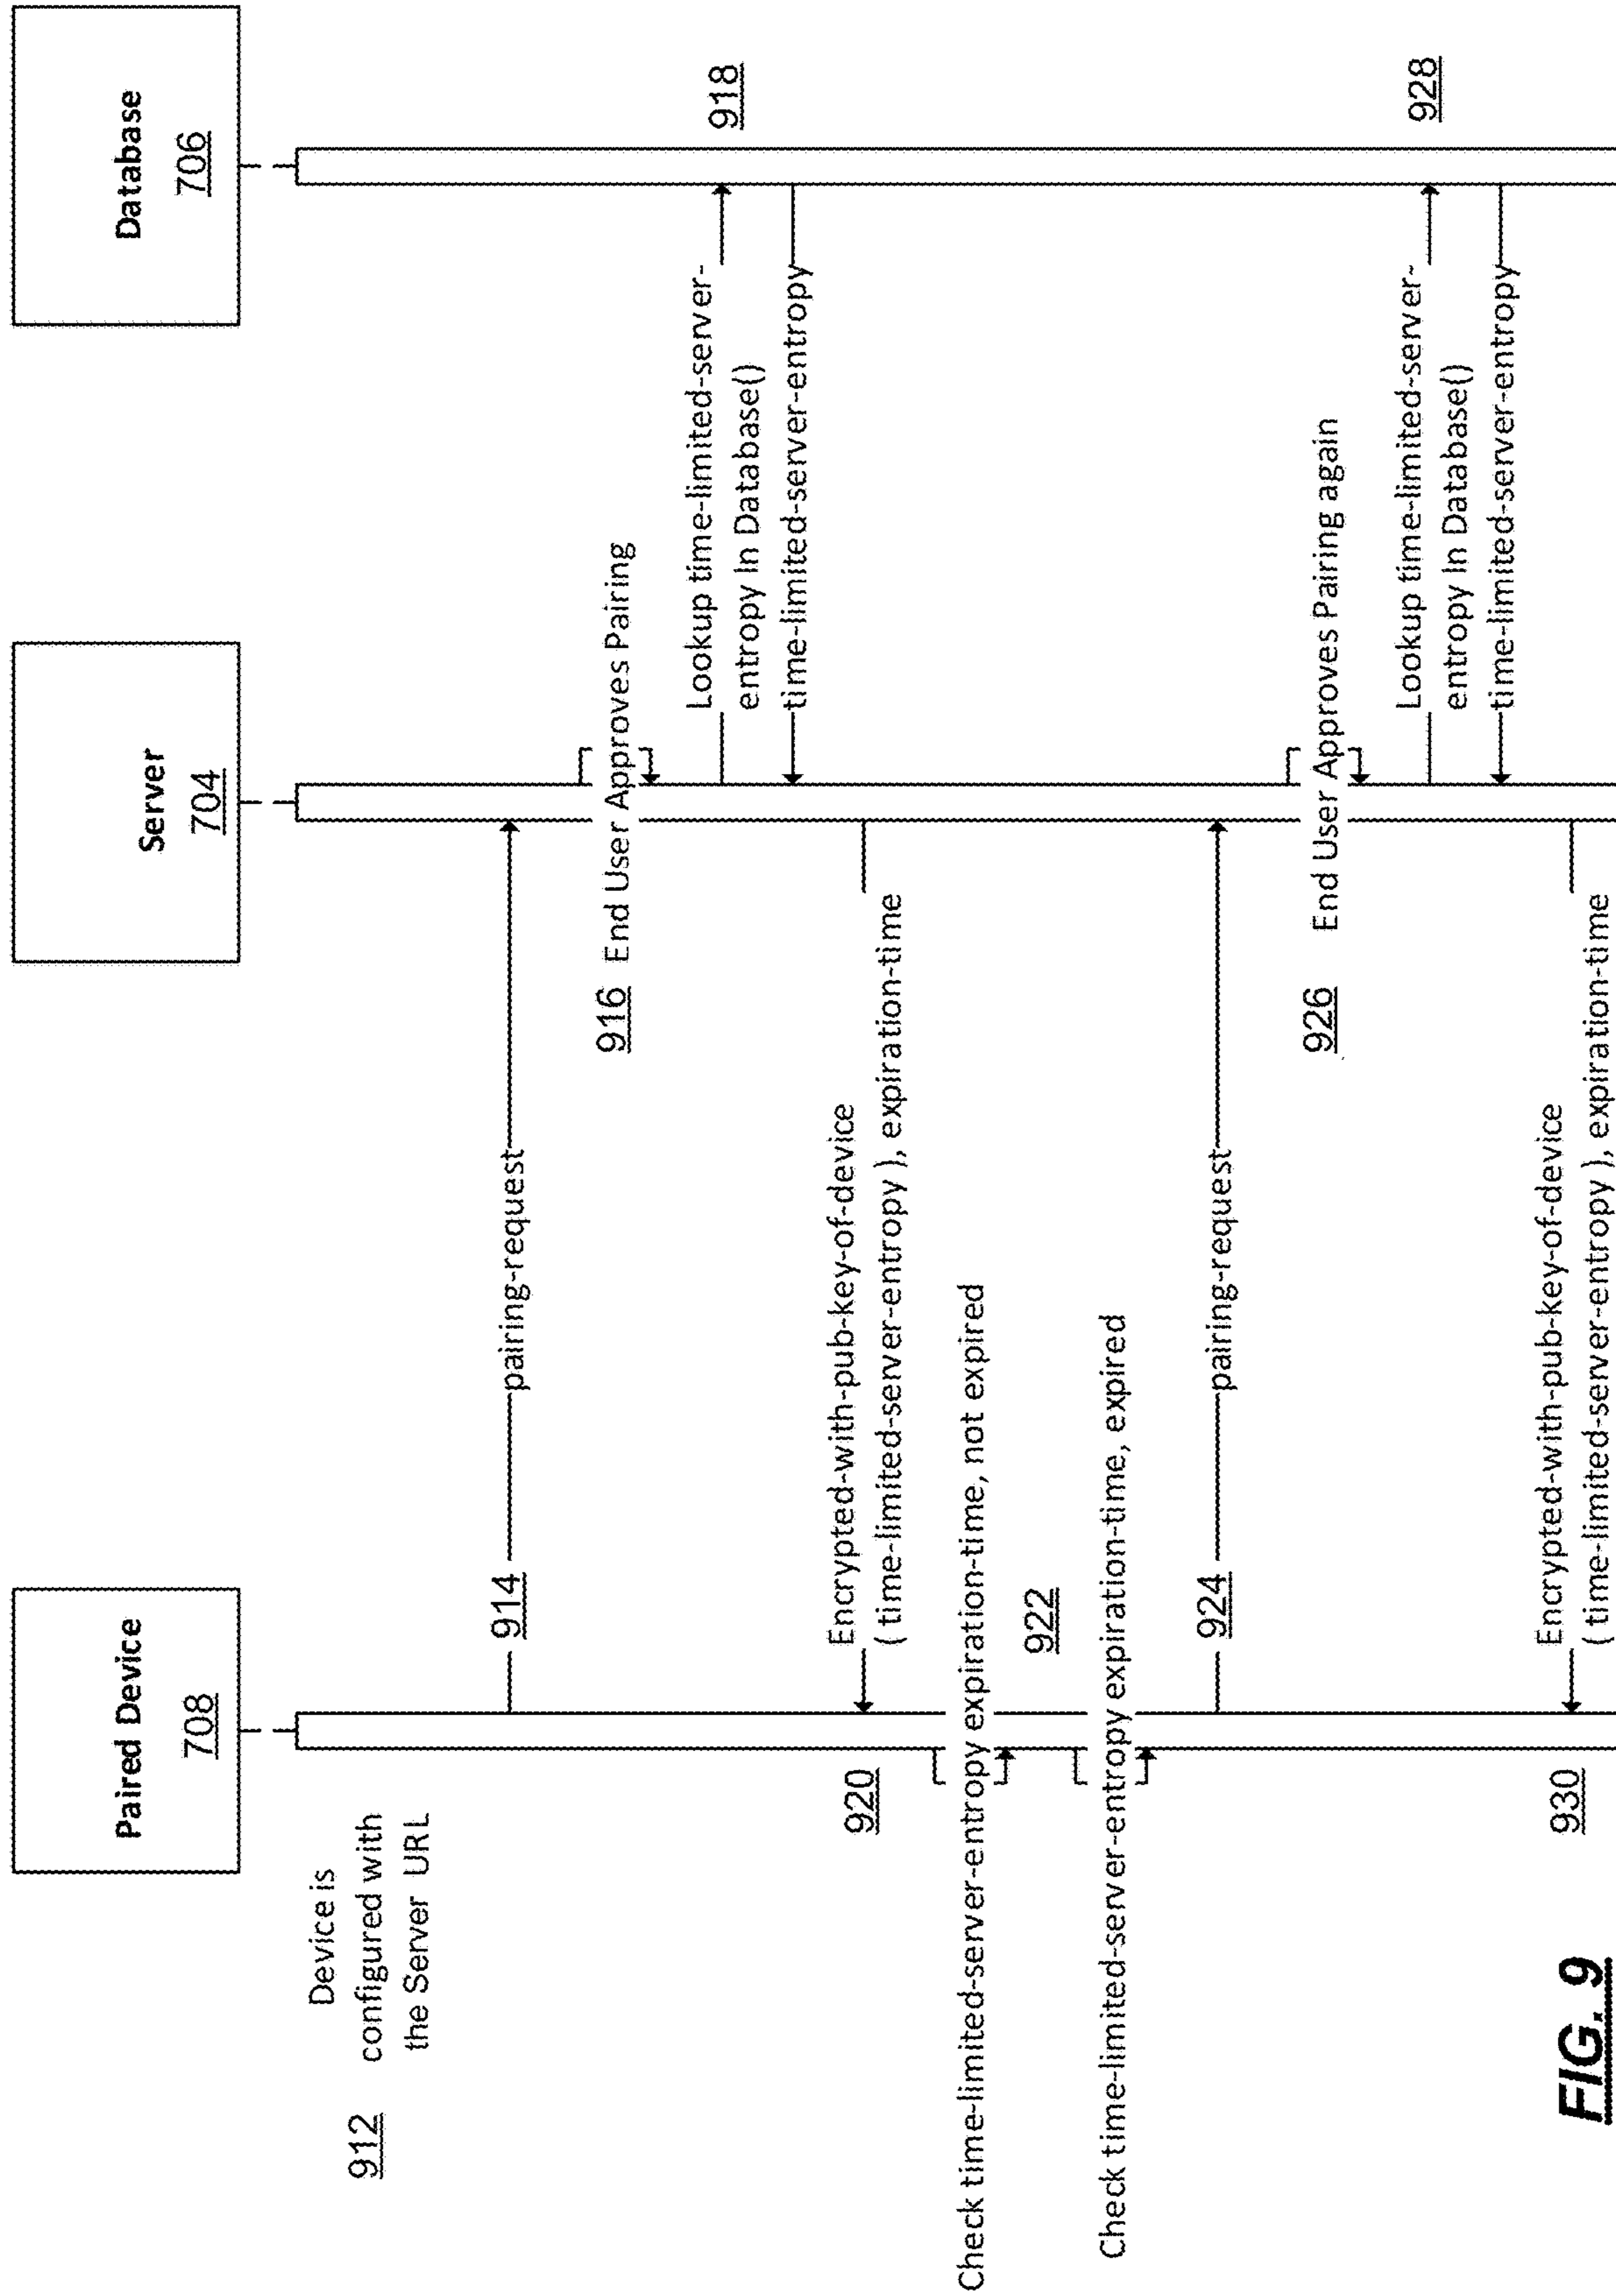 Paired Device
708
Server
704
Database
706
Device is
912 configured with
the Server URL
914
pairing-request
916 End User Approves Pairing
Lookup time-limited-server-
entropy In Database()
918
time-limited-server-entropy
920
Encrypted-with-pub-key-of-device
( time-limited-server-entropy ), expiration-time
Check time-limited-server-entropy expiration-time, not expired
922
Check time-limited-server-entropy expiration-time, expired
924
pairing-request
926 End User Approves Pairing again
Lookup time-limited-server-
entropy In Database()
928
time-limited-server-entropy
930
Encrypted-with-pub-key-of-device
( time-limited-server-entropy ), expiration-time
FIG. 9